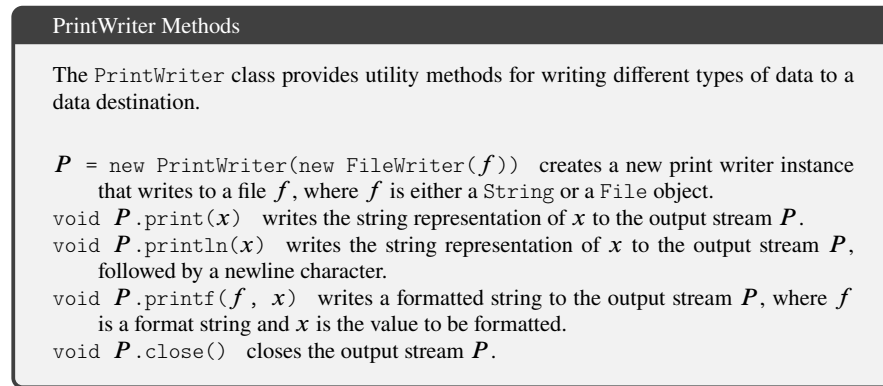 PrintWriter Methods
The PrintWriter class provides utility methods for writing different types of data to a
data destination.
P = new PrintWriter(new FileWriter(f)) creates a new print writer instance
that writes to a file f, where f is either a String or a File object.
void P.print(x) writes the string representation of x to the output stream P.
void P.println(x) writes the string representation of x to the output stream P,
followed by a newline character.
void P.printf(f, x) writes a formatted string to the output stream P, where f
is a format string and x is the value to be formatted.
void P.close() closes the output stream P.